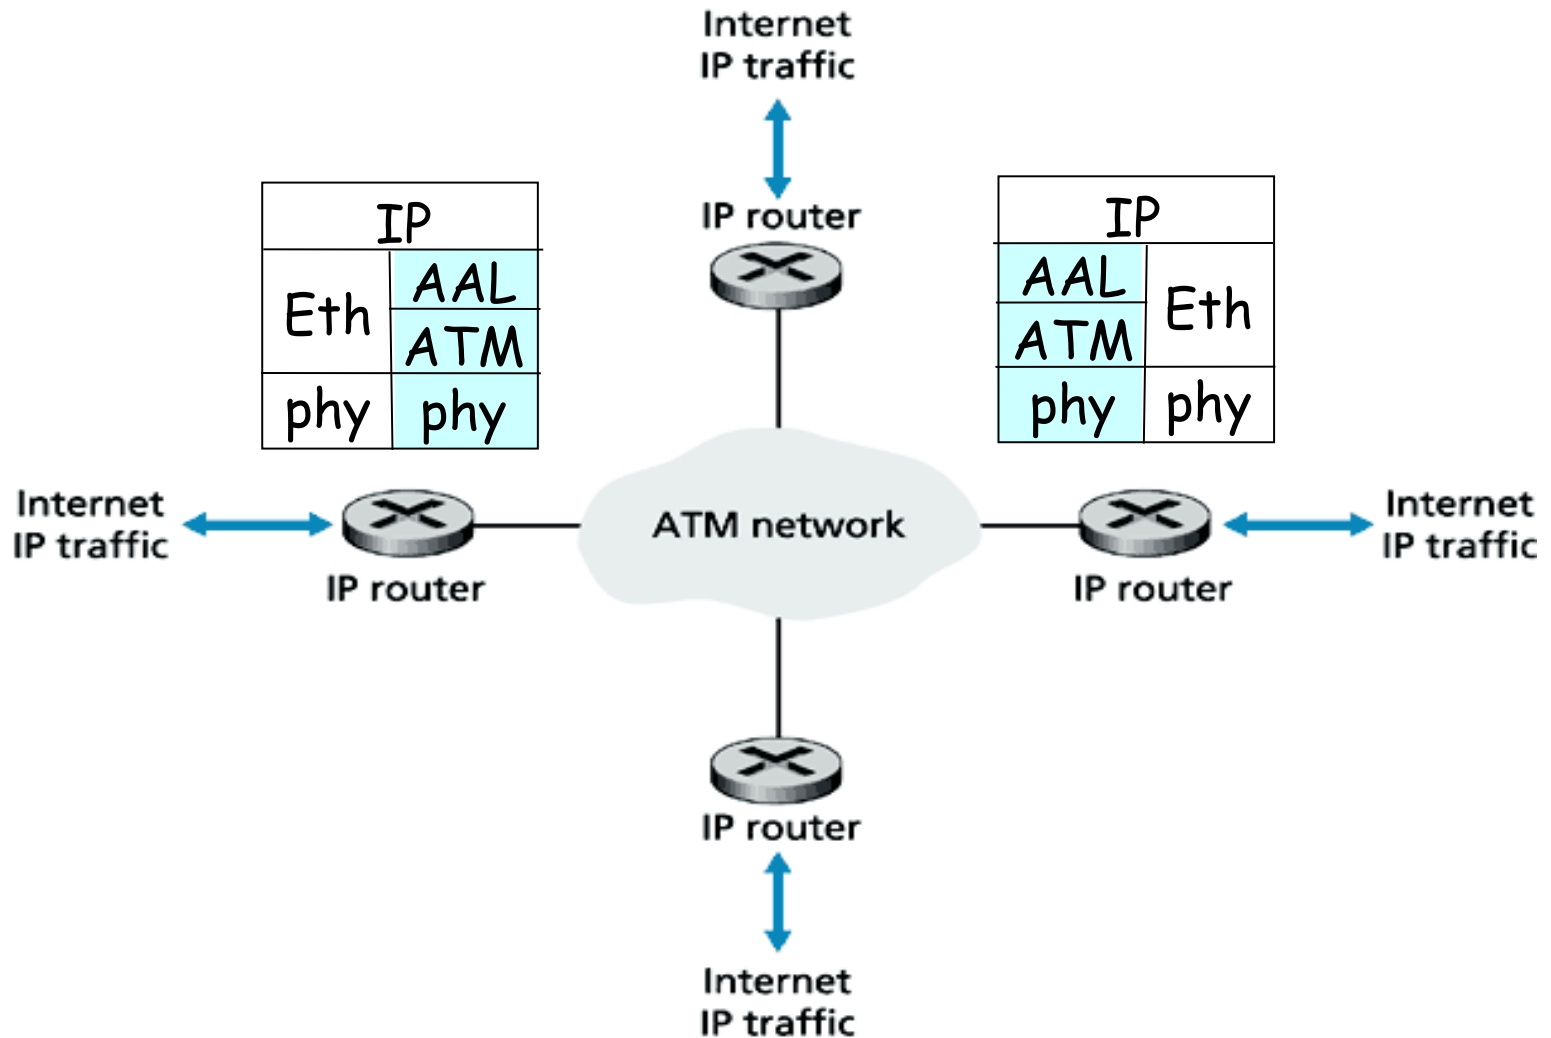 Internet
IP traffic
IP router
IP
Eth
AAL
ATM
phy
phy
IP
AAL
ATM
Eth
phy
phy
Internet
IP traffic
IP router
ATM network
IP router
Internet
IP traffic
IP router
Internet
IP traffic